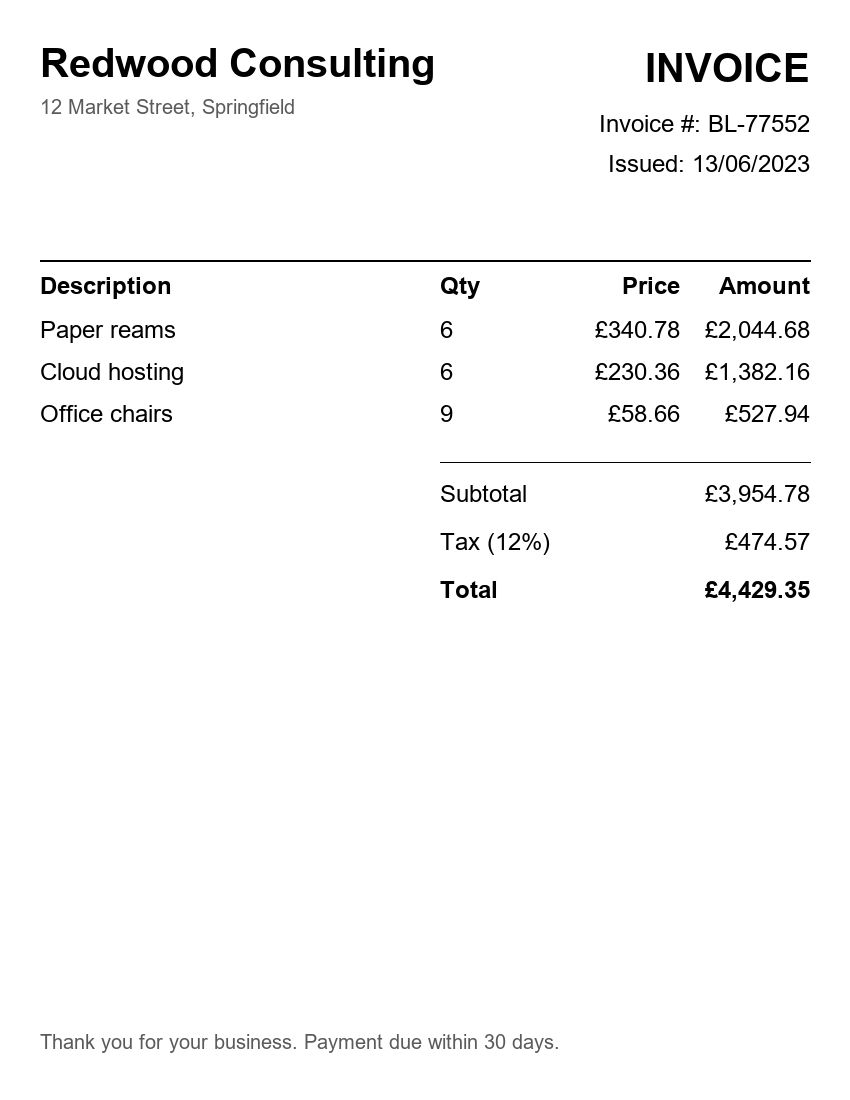 Redwood Consulting
INVOICE
12 Market Street, Springfield
Invoice #: BL-77552
Issued: 13/06/2023
Description Qty Price Amount
Paper reams 6 £340.78 £2,044.68
Cloud hosting 6 £230.36 £1,382.16
Office chairs 9 £58.66 £527.94
Subtotal £3,954.78
Tax (12%) £474.57
Total £4,429.35
Thank you for your business. Payment due within 30 days.